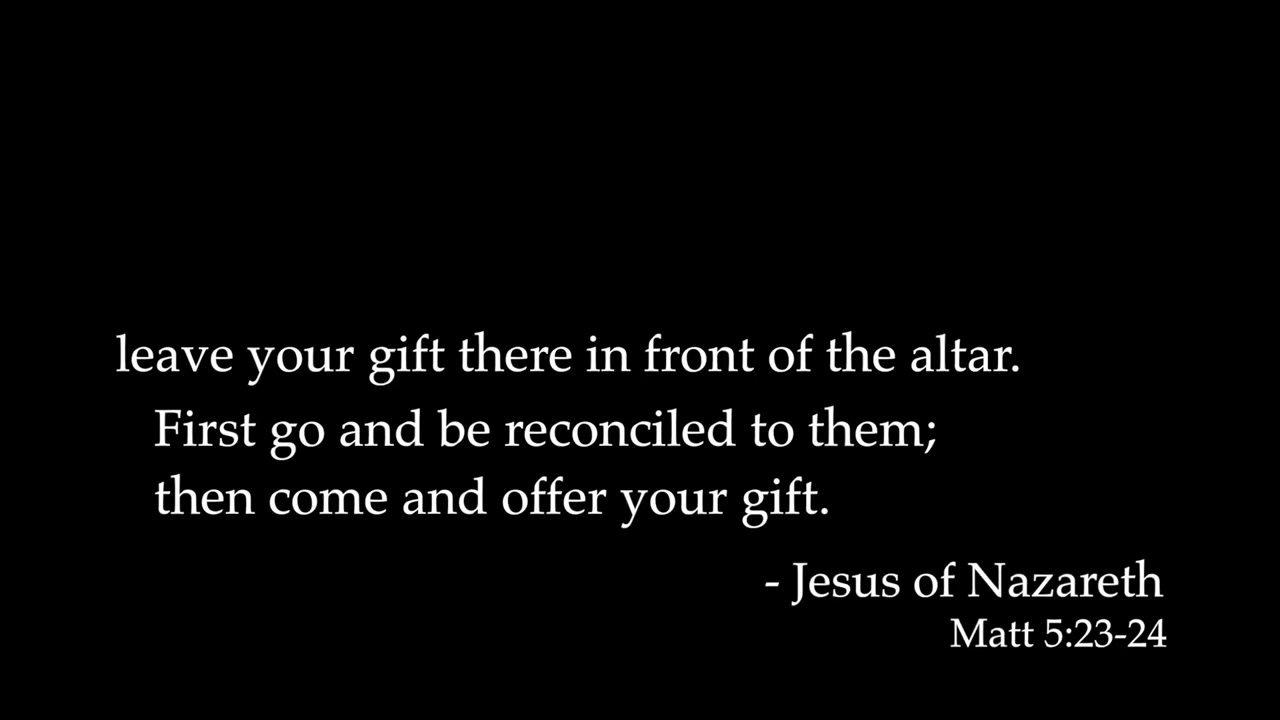 leave your gift there in front of the altar.
First go and be reconciled to them;
then come and offer your gift.
- Jesus of Nazareth
Matt 5:23-24